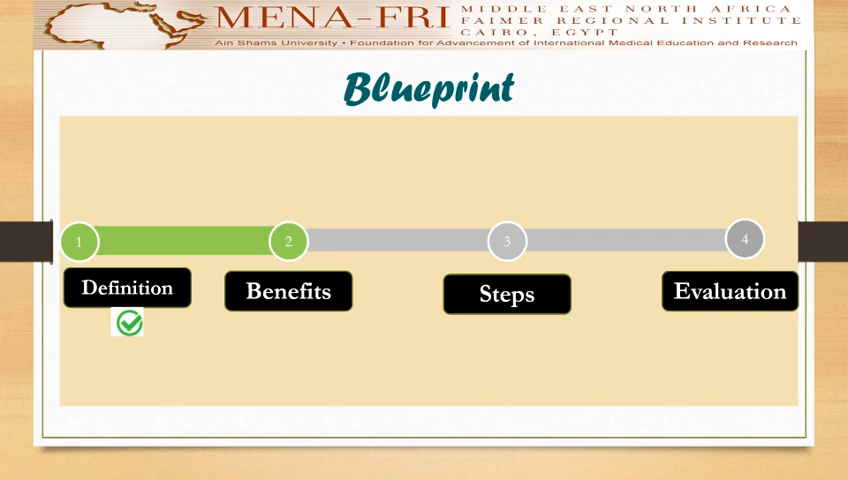 MENA-FRI
MIDDLE EAST NORTH AFRICA
FAIMER REGIONAL INSTITUTE
CAIRO, EGYPT
Ain Shams University • Foundation for Advancement of International Medical Education and Research
Blueprint
1
2
3
4
Definition
Benefits
Steps
Evaluation